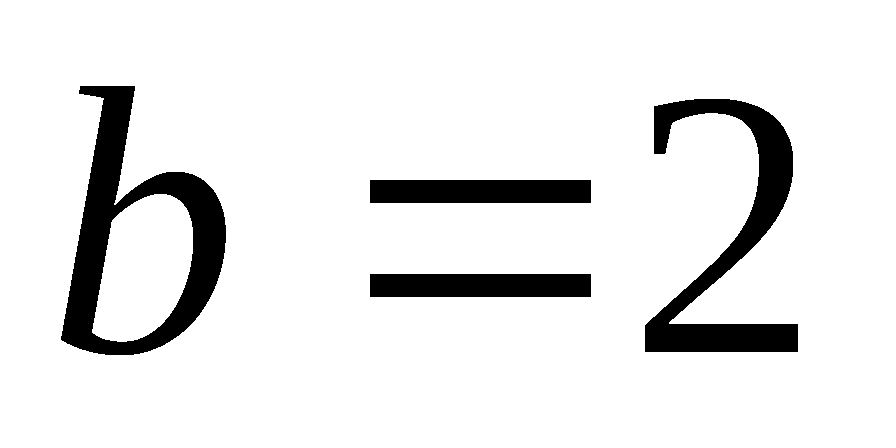 b = 2